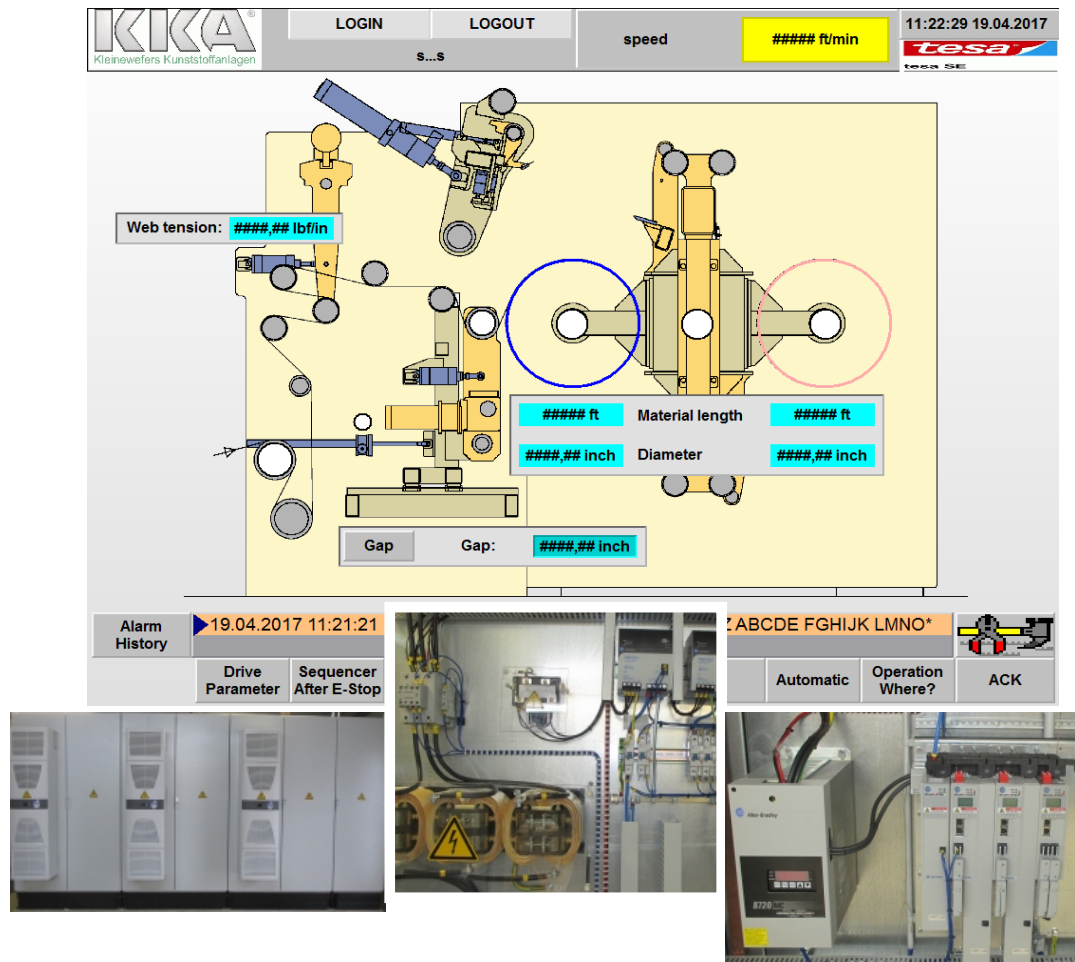 KKA
Kleinewefers Kunststoffanlagen
LOGIN
LOGOUT
s...s
speed
##### ft/min
11:22:29 19.04.2017
tesa
tesa SE
Web tension: ####,## lbf/in
##### ft Material length ##### ft
####,## inch Diameter ####,## inch
Gap Gap: ####,## inch
Alarm
History
19.04.2017 11:21:21
Z ABCDE FGHIJK LMNO*
Drive
Parameter
Sequencer
After E-Stop
Automatic
Operation
Where?
ACK
Allen-Bradley
8720MC